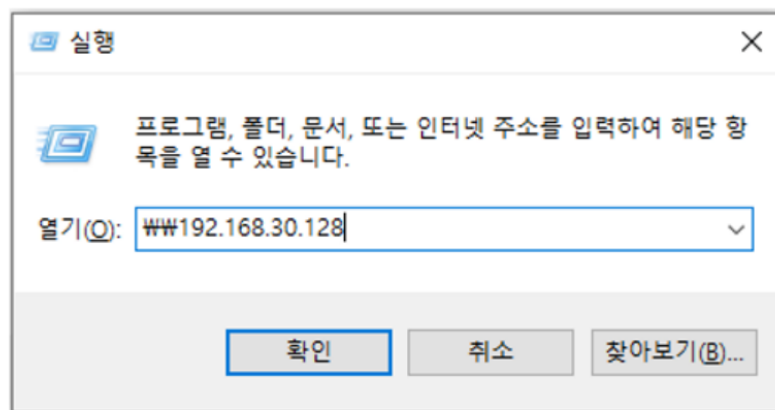 실행
프로그램, 폴더, 문서, 또는 인터넷 주소를 입력하여 해당 항
목을 열 수 있습니다.
열기(O): ₩₩192.168.30.128
확인 취소 찾아보기(B)...